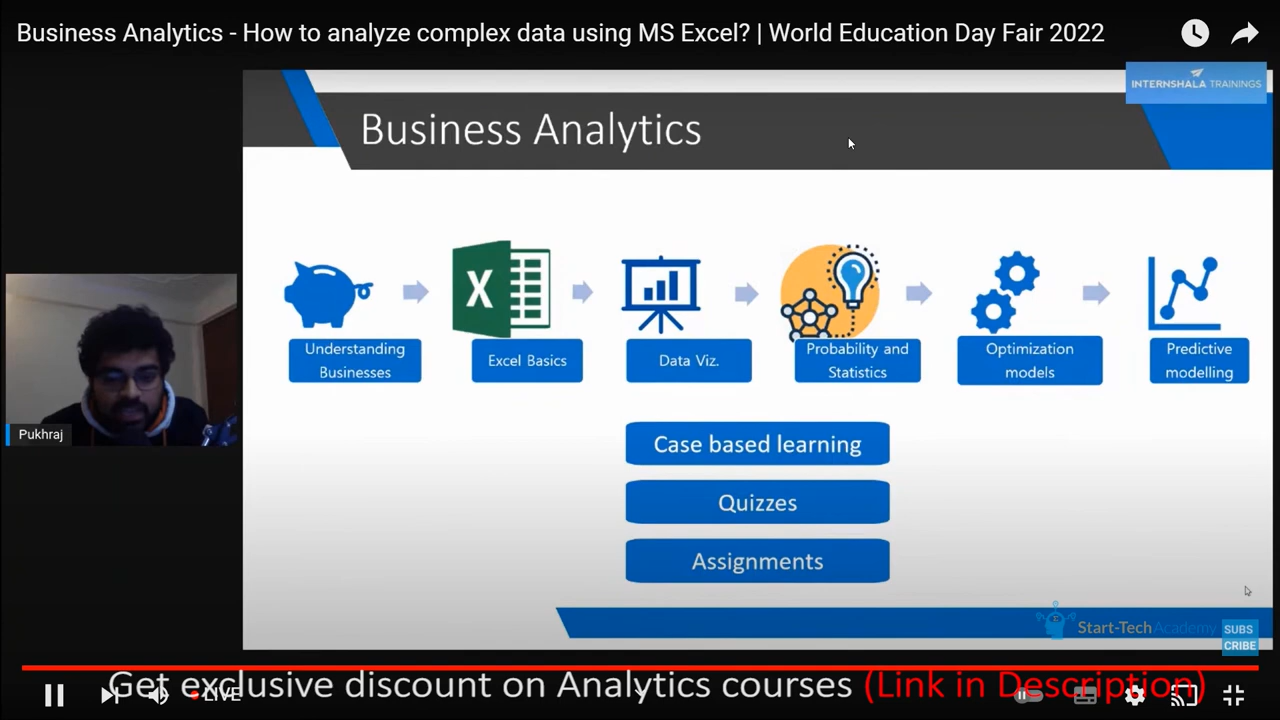 Business Analytics - How to analyze complex data using MS Excel? | World Education Day Fair 2022
INTERNSHALA TRAININGS
Business Analytics
X
Understanding
Businesses
Excel Basics
Data Viz.
Probability and
Statistics
Optimization
models
Predictive
modelling
Pukhraj
Case based learning
Quizzes
Assignments
Start-Tech Academy
SUBS
CRIBE
Get exclusive discount on Analytics courses (Link in Description)
LIVE